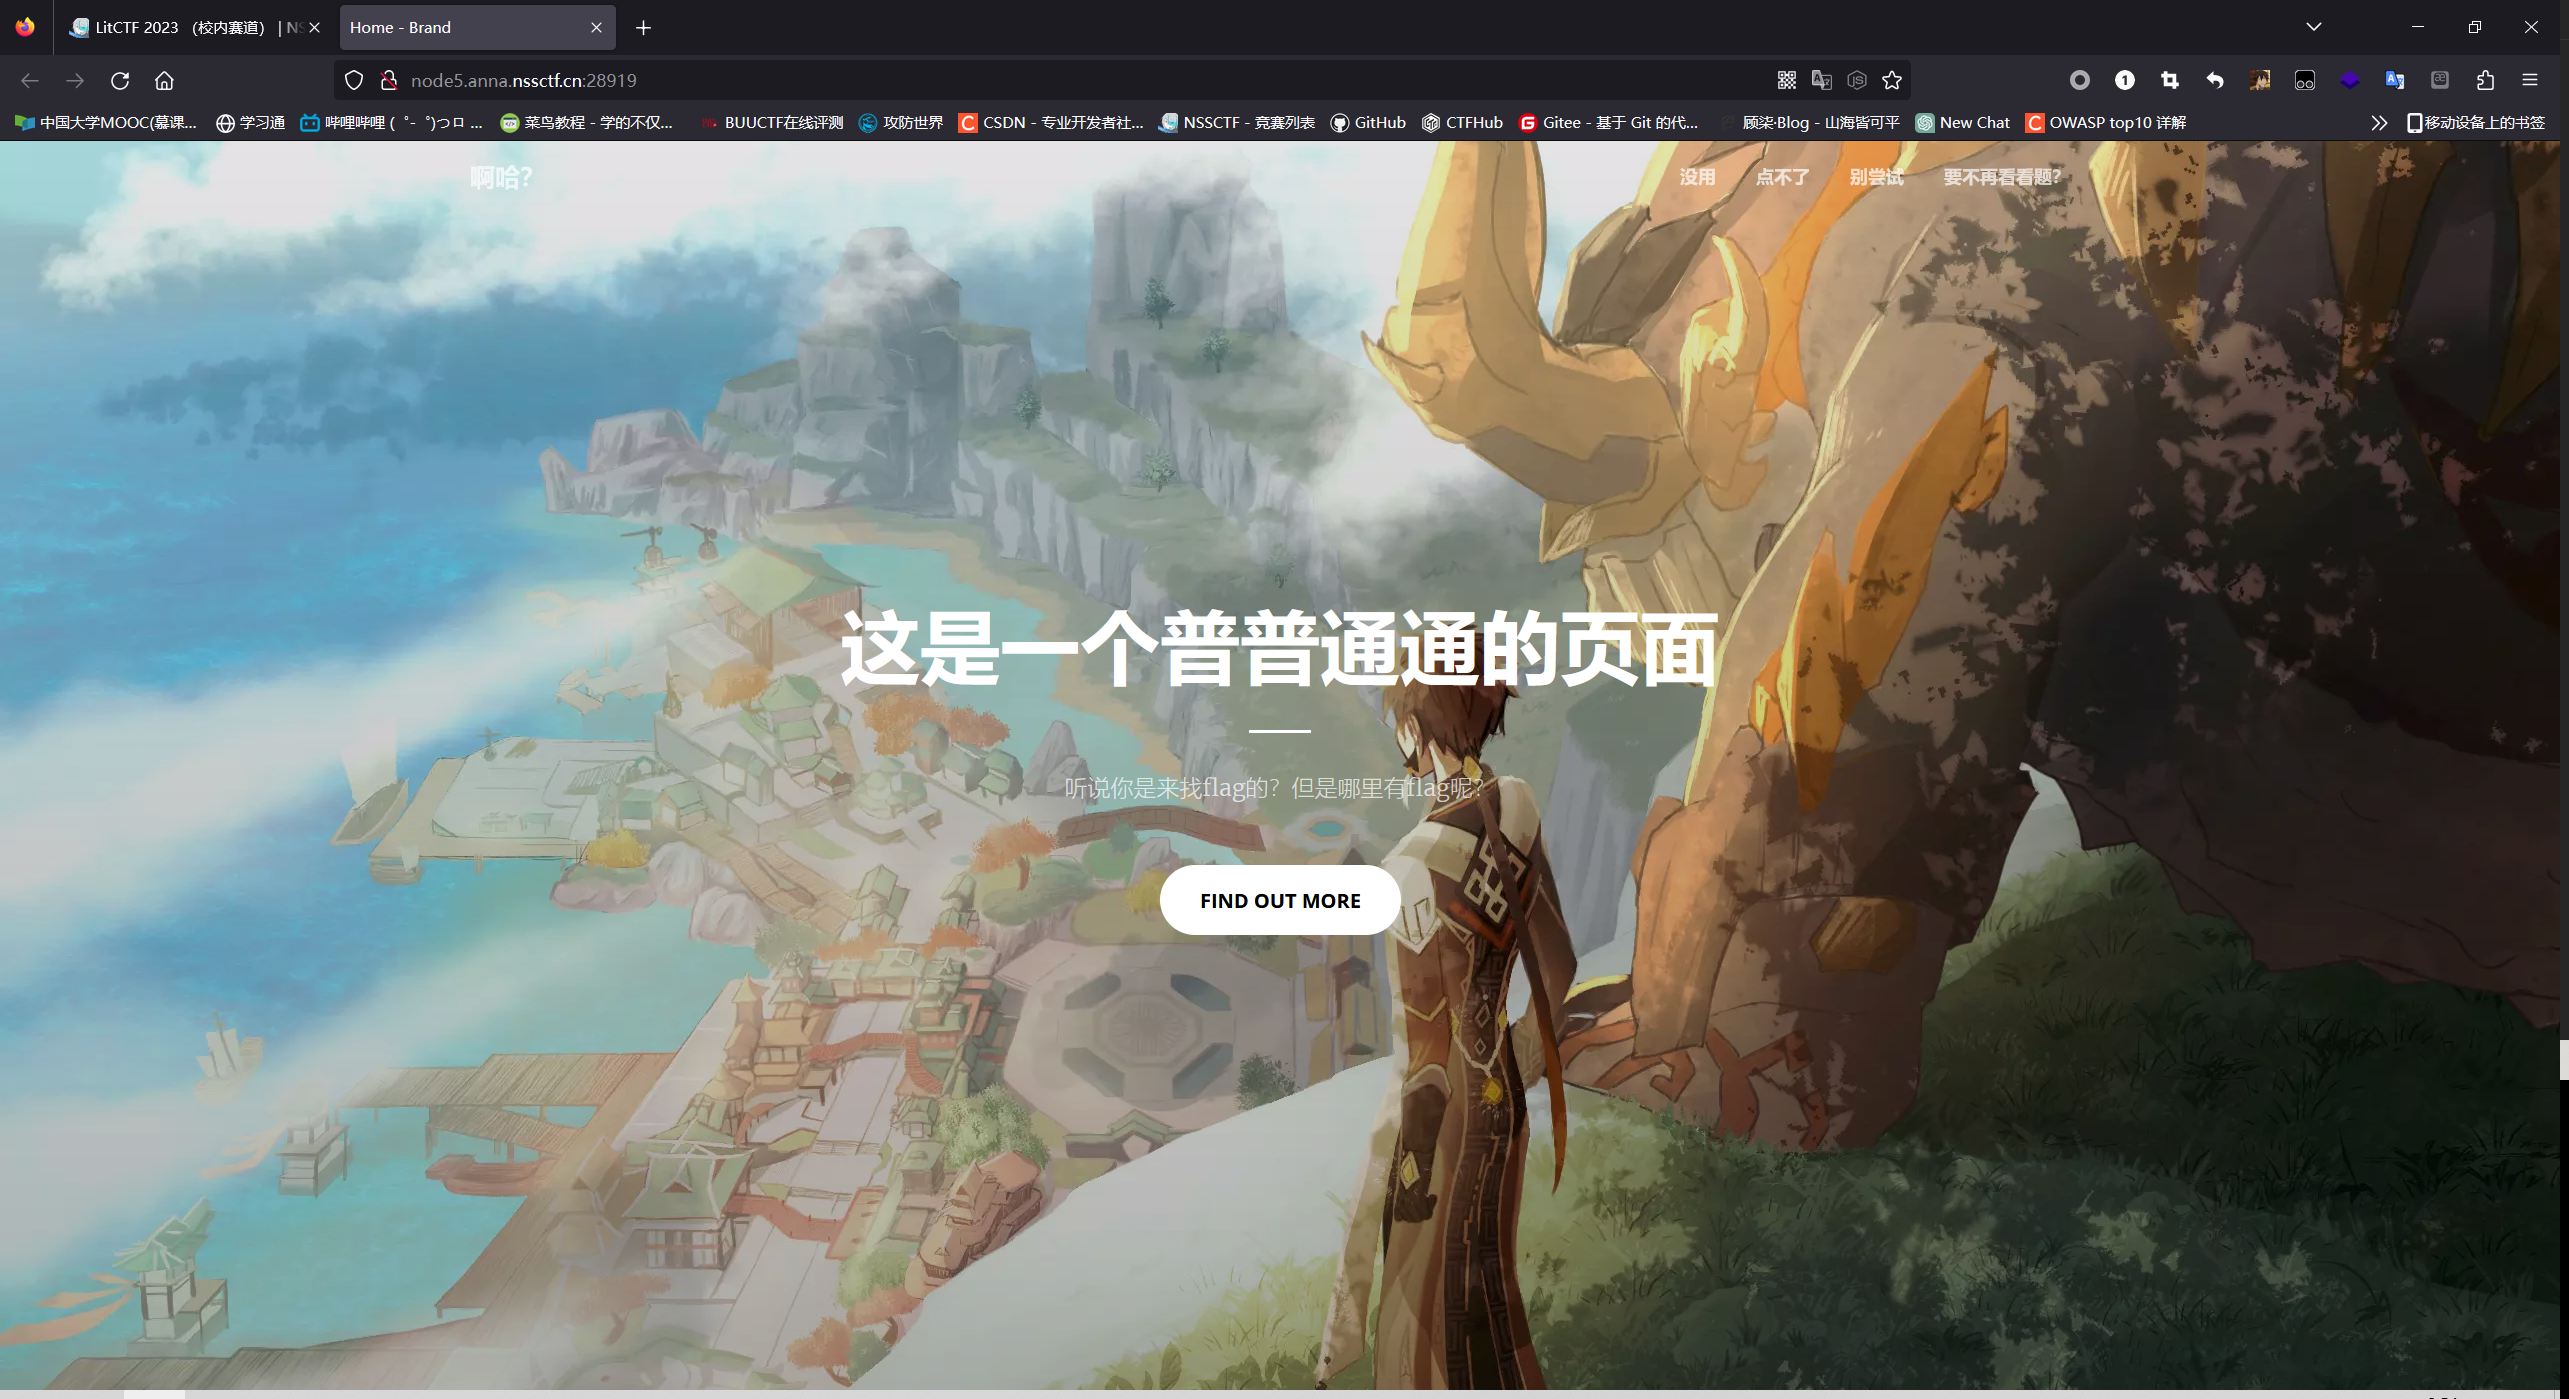 LitCTF 2023 （校内赛道） | NS
Home - Brand
node5.anna.nssctf.cn:28919
中国大学MOOC(慕课...
学习通
哔哩哔哩 ( ゜- ゜)つロ ...
菜鸟教程 - 学的不仅...
BUUCTF在线评测
攻防世界
CSDN - 专业开发者社...
NSSCTF - 竞赛列表
GitHub
CTFHub
Gitee - 基于 Git 的代...
顾柒·Blog - 山海皆可平
New Chat
OWASP top10 详解
移动设备上的书签
啊哈?
没用
点不了
别尝试
要不再看看题?
这是一个普普通通的页面
听说你是来找flag的？但是哪里有flag呢?
FIND OUT MORE